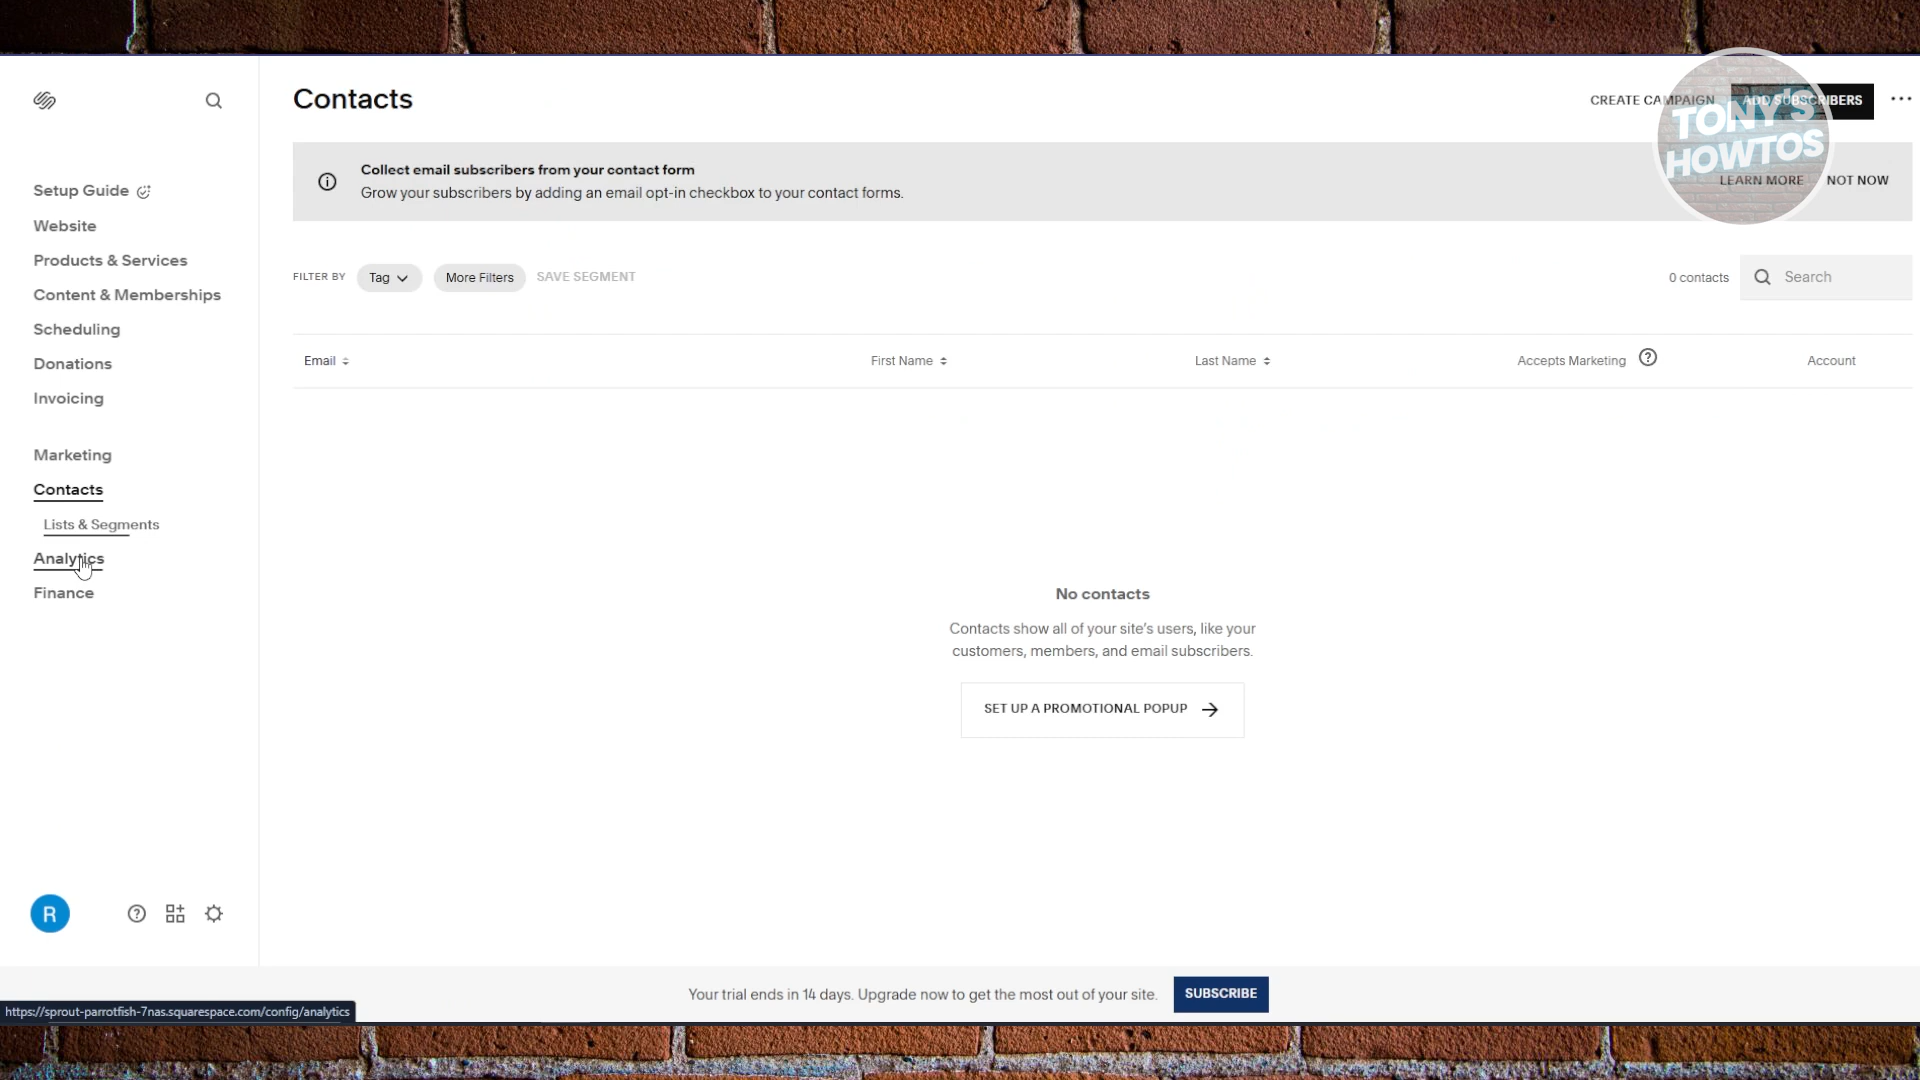 Contacts
CREATE CAMPAIGN
ADD SUBSCRIBERS
TONY'S
HOWTOS
Collect email subscribers from your contact form
Grow your subscribers by adding an email opt-in checkbox to your contact forms.
LEARN MORE
NOT NOW
Setup Guide
Website
Products & Services
Content & Memberships
Scheduling
Donations
Invoicing
Marketing
Contacts
Lists & Segments
Analytics
Finance
FILTER BY
Tag
More Filters
SAVE SEGMENT
0 contacts
Search
Email
First Name
Last Name
Accepts Marketing
Account
No contacts
Contacts show all of your site's users, like your
customers, members, and email subscribers.
SET UP A PROMOTIONAL POPUP
R
Your trial ends in 14 days. Upgrade now to get the most out of your site.
SUBSCRIBE
https://sprout-parrotfish-7nas.squarespace.com/config/analytics